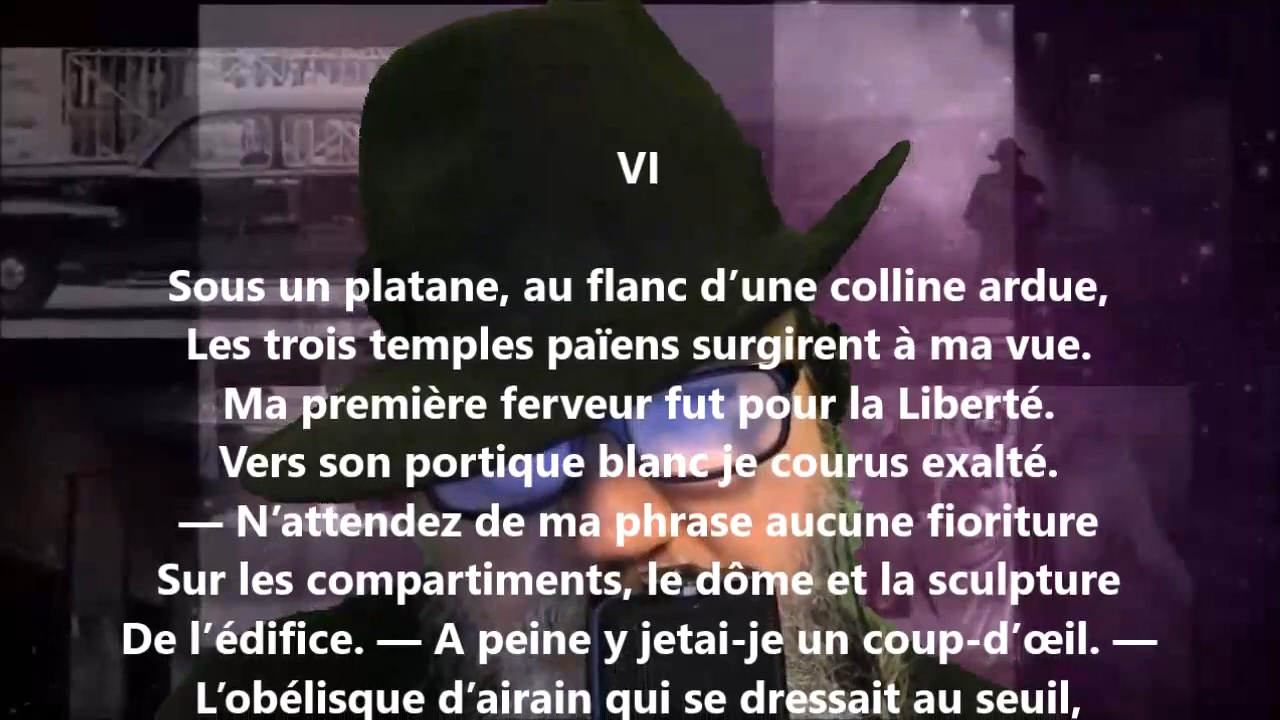 VI
Sous un platane, au flanc d’une colline ardue,
Les trois temples païens surgirent à ma vue.
Ma première ferveur fut pour la Liberté.
Vers son portique blanc je courus exalté.
— N’attendez de ma phrase aucune fioriture
Sur les compartiments, le dôme et la sculpture
De l’édifice. — A peine y jetai-je un coup-d’œil. —
L’obélisque d’airain qui se dressait au seuil,